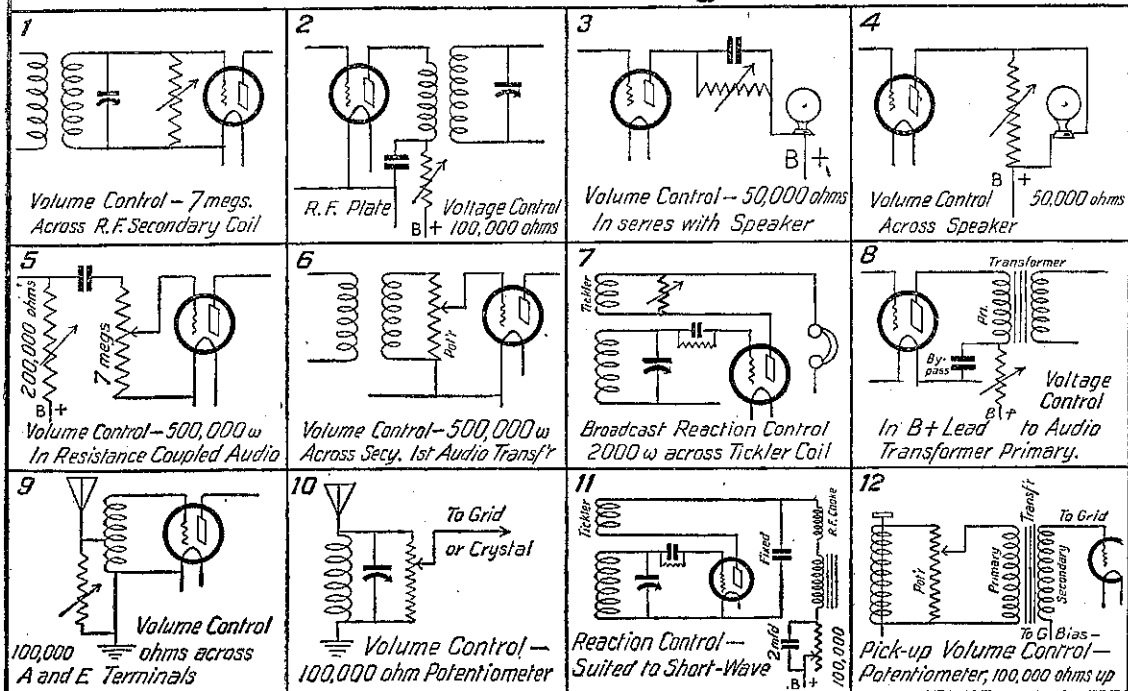 1
Volume Control – 7 megs.
Across R.F. Secondary Coil
2
R.F. Plate Voltage Control
B+ 100,000 ohms
3
B +
Volume Control – 50,000 ohms
In series with Speaker
4
B +
Volume Control 50,000 ohms
Across Speaker
5
200,000 ohms
7 megs
B +
Volume Control – 500,000 ω
In Resistance Coupled Audio
6
Pot'r
Volume Control – 500,000 ω
Across Secy. 1st Audio Transf'r
7
Tickler
Broadcast Reaction Control
2000 ω across Tickler Coil
8
Transformer
Pri.
By-
pass
B+
Voltage
Control
In B+ Lead to Audio
Transformer Primary.
9
Volume Control
100,000 ohms across
A and E Terminals
10
To Grid
or Crystal
Volume Control –
100,000 ohm Potentiometer
11
Tickler
Fixed
R.F. Choke
2 mfd
100,000
B+
Reaction Control –
Suited to Short-Wave
12
Transf'r
To Grid
Pot'r
Primary
Secondary
To G. Bias –
Pick-up Volume Control –
Potentiometer, 100,000 ohms up